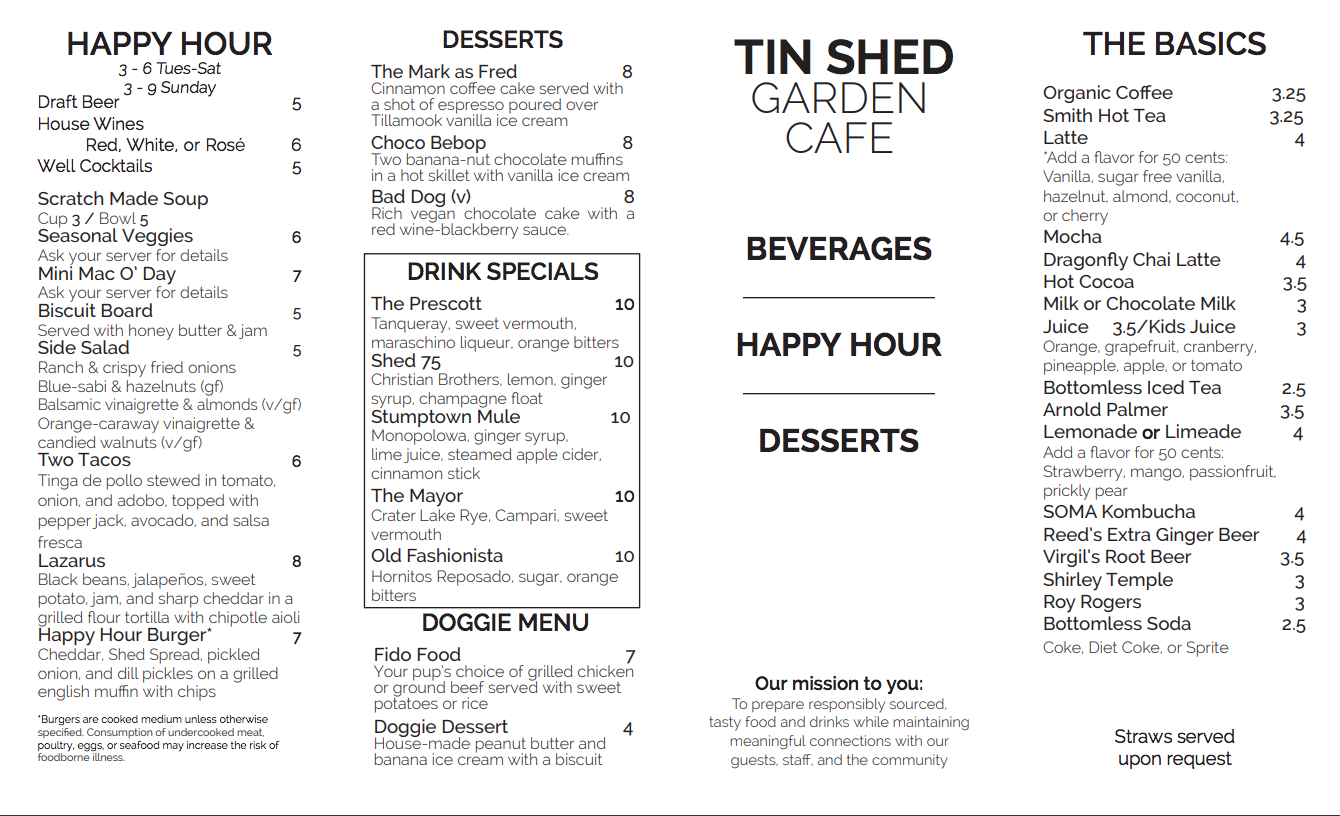 HAPPY HOUR
3 - 6 Tues-Sat
3 - 9 Sunday
Draft Beer 5
House Wines
Red, White, or Rosé 6
Well Cocktails 5
Scratch Made Soup
Cup 3 / Bowl 5
Seasonal Veggies 6
Ask your server for details
Mini Mac O' Day 7
Ask your server for details
Biscuit Board 5
Served with honey butter & jam
Side Salad 5
Ranch & crispy fried onions
Blue-sabi & hazelnuts (gf)
Balsamic vinaigrette & almonds (v/gf)
Orange-caraway vinaigrette &
candied walnuts (v/gf)
Two Tacos 6
Tinga de pollo stewed in tomato,
onion, and adobo, topped with
pepper jack, avocado, and salsa
fresca
Lazarus 8
Black beans, jalapeños, sweet
potato, jam, and sharp cheddar in a
grilled flour tortilla with chipotle aioli
Happy Hour Burger* 7
Cheddar, Shed Spread, pickled
onion, and dill pickles on a grilled
english muffin with chips
*Burgers are cooked medium unless otherwise
specified. Consumption of undercooked meat,
poultry, eggs, or seafood may increase the risk of
foodborne illness.
DESSERTS
The Mark as Fred 8
Cinnamon coffee cake served with
a shot of espresso poured over
Tillamook vanilla ice cream
Choco Bebop 8
Two banana-nut chocolate muffins
in a hot skillet with vanilla ice cream
Bad Dog (v) 8
Rich vegan chocolate cake with a
red wine-blackberry sauce.
DRINK SPECIALS
The Prescott 10
Tanqueray, sweet vermouth,
maraschino liqueur, orange bitters
Shed 75 10
Christian Brothers, lemon, ginger
syrup, champagne float
Stumptown Mule 10
Monopolowa, ginger syrup,
lime juice, steamed apple cider,
cinnamon stick
The Mayor 10
Crater Lake Rye, Campari, sweet
vermouth
Old Fashionista 10
Hornitos Reposado, sugar, orange
bitters
DOGGIE MENU
Fido Food 7
Your pup's choice of grilled chicken
or ground beef served with sweet
potatoes or rice
Doggie Dessert 4
House-made peanut butter and
banana ice cream with a biscuit
TIN SHED
GARDEN
CAFE
BEVERAGES
HAPPY HOUR
DESSERTS
Our mission to you:
To prepare responsibly sourced,
tasty food and drinks while maintaining
meaningful connections with our
guests, staff, and the community
THE BASICS
Organic Coffee 3.25
Smith Hot Tea 3.25
Latte 4
*Add a flavor for 50 cents:
Vanilla, sugar free vanilla,
hazelnut, almond, coconut,
or cherry
Mocha 4.5
Dragonfly Chai Latte 4
Hot Cocoa 3.5
Milk or Chocolate Milk 3
Juice 3.5/Kids Juice 3
Orange, grapefruit, cranberry,
pineapple, apple, or tomato
Bottomless Iced Tea 2.5
Arnold Palmer 3.5
Lemonade or Limeade 4
Add a flavor for 50 cents:
Strawberry, mango, passionfruit,
prickly pear
SOMA Kombucha 4
Reed's Extra Ginger Beer 4
Virgil's Root Beer 3.5
Shirley Temple 3
Roy Rogers 3
Bottomless Soda 2.5
Coke, Diet Coke, or Sprite
Straws served
upon request